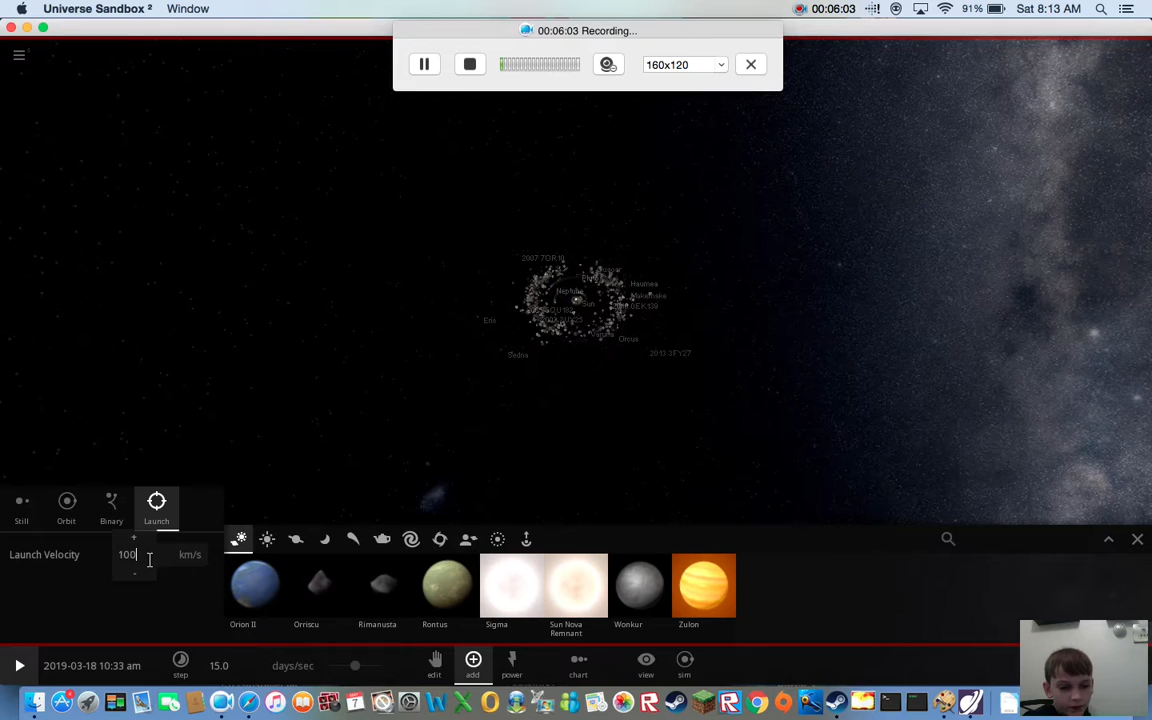 Universe Sandbox ² Window
00:06:03 91% Sat 8:13 AM
00:06:03 Recording...
160x120
2007 7OR10
Haumea
Makemake
Neptune
Sun
Eris
Varuna
Orcus
Sedna
2013 3FY27
Still Orbit Binary Launch
+
Launch Velocity 100 km/s
-
Orion II Orriscu Rimanusta Rontus Sigma Sun Nova Remnant Wonkur Zulon
2019-03-18 10:33 am step 15.0 days/sec edit add power chart view sim